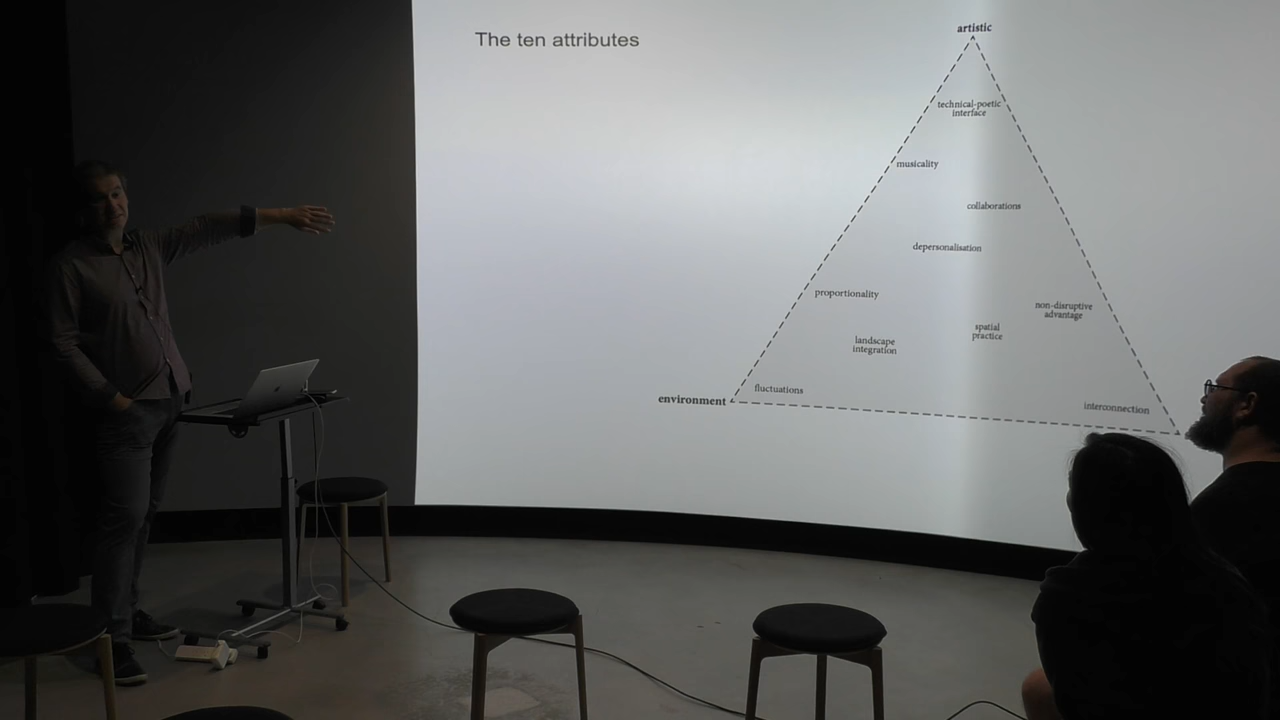 The ten attributes
artistic
technical-poetic
interface
musicality
collaborations
depersonalisation
proportionality
non-disruptive
advantage
spatial
practice
landscape
integration
fluctuations
environment
interconnection